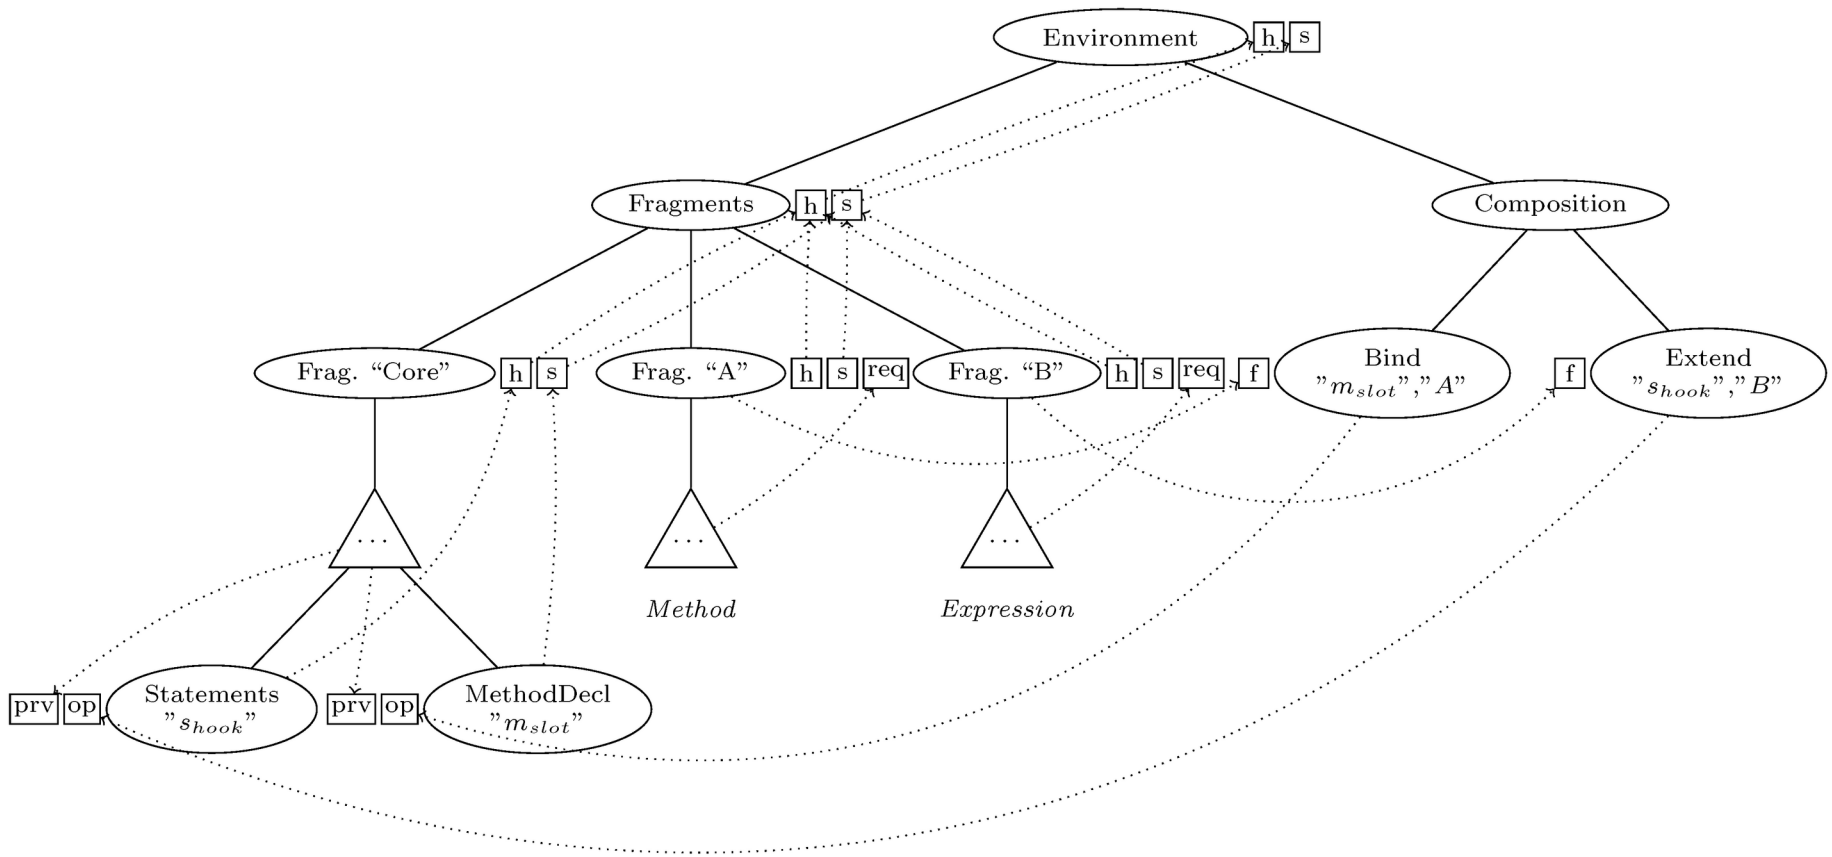 Environment h s
Fragments h s Composition
Frag. “Core” h s Frag. “A” h s req Frag. “B” h s req f Bind f Extend
”m_slot”,”A” ”s_hook”,”B”
... ... ...
Method Expression
prv op Statements prv op MethodDecl
”s_hook” ”m_slot”